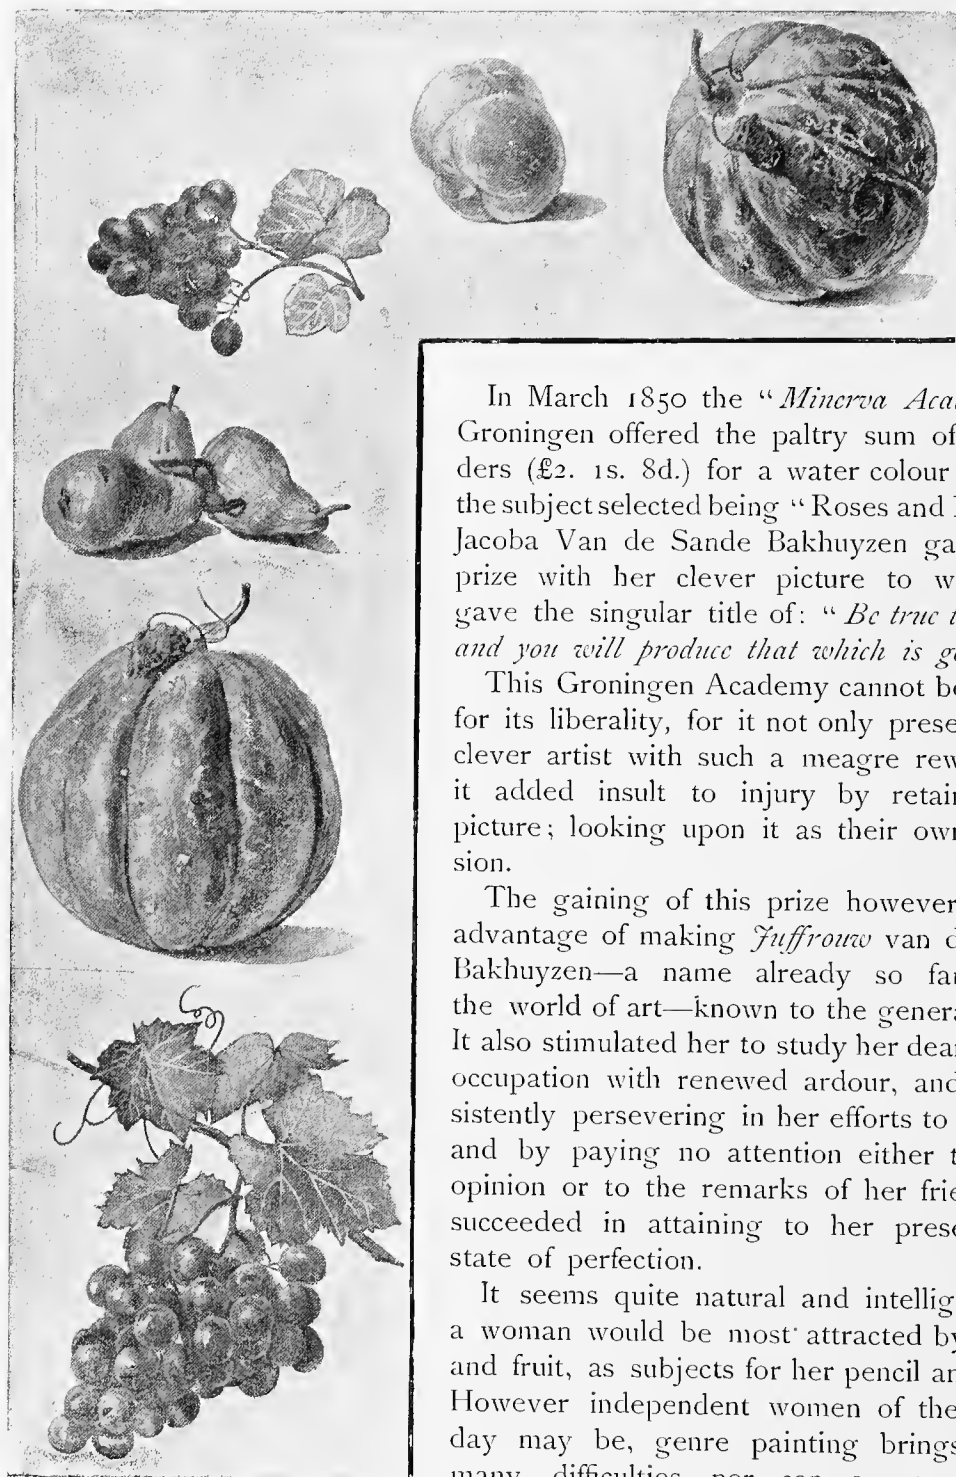 In March 1850 the “Minerva Aca
Groningen offered the paltry sum of
ders (£2. 1s. 8d.) for a water colour
the subject selected being “Roses and
Jacoba Van de Sande Bakhuyzen ga
prize with her clever picture to w
gave the singular title of: “Be true t
and you will produce that which is g
This Groningen Academy cannot b
for its liberality, for it not only prese
clever artist with such a meagre rew
it added insult to injury by retain
picture; looking upon it as their own
sion.
The gaining of this prize however
advantage of making Juffrouw van d
Bakhuyzen—a name already so fa
the world of art—known to the genera
It also stimulated her to study her dear
occupation with renewed ardour, and
sistently persevering in her efforts to
and by paying no attention either t
opinion or to the remarks of her frie
succeeded in attaining to her prese
state of perfection.
It seems quite natural and intellig
a woman would be most attracted by
and fruit, as subjects for her pencil an
However independent women of the
day may be, genre painting brings
many difficulties